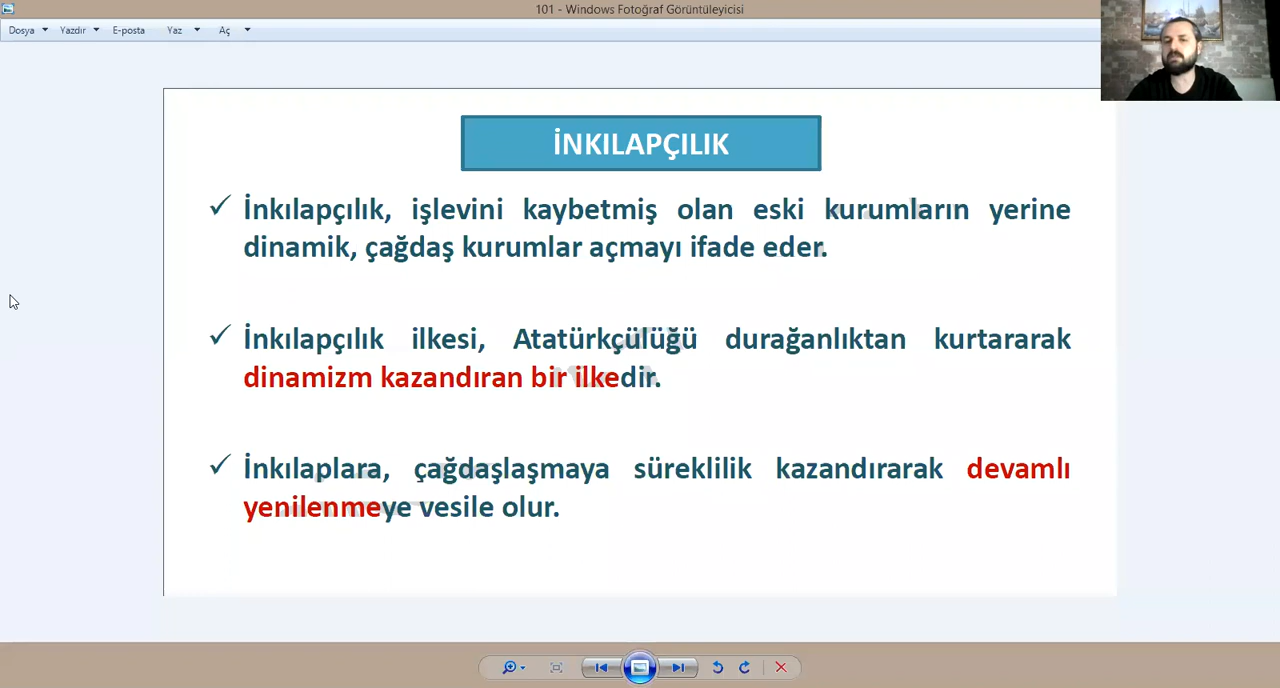 101 - Windows Fotoğraf Görüntüleyicisi
Dosya Yazdır E-posta Yaz Aç
İNKILAPÇILIK
İnkılapçılık, işlevini kaybetmiş olan eski kurumların yerine
dinamik, çağdaş kurumlar açmayı ifade eder.
İnkılapçılık ilkesi, Atatürkçülüğü durağanlıktan kurtararak
dinamizm kazandıran bir ilkedir.
İnkılaplara, çağdaşlaşmaya süreklilik kazandırarak devamlı
yenilenmeye vesile olur.